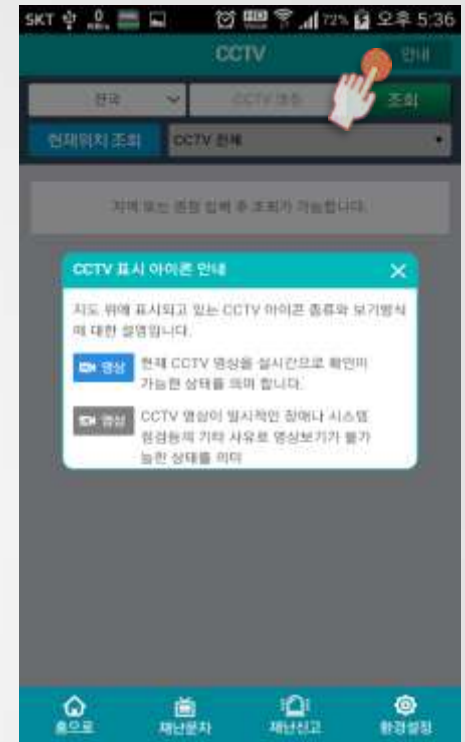 SKT 72% 오후 5:36
CCTV 안내
전국 CCTV 명칭 조회
현재위치 조회 CCTV 전체
지역 또는 명칭 입력 후 조회가 가능합니다.
CCTV 표시 아이콘 안내
지도 위에 표시되고 있는 CCTV 아이콘 종류와 보기방식
에 대한 설명입니다.
영상 현재 CCTV 영상을 실시간으로 확인이
가능한 상태를 의미 합니다.
영상 CCTV 영상이 일시적인 장애나 시스템
점검등의 기타 사유로 영상보기가 불가
능한 상태를 의미
홈으로 재난문자 재난신고 환경설정